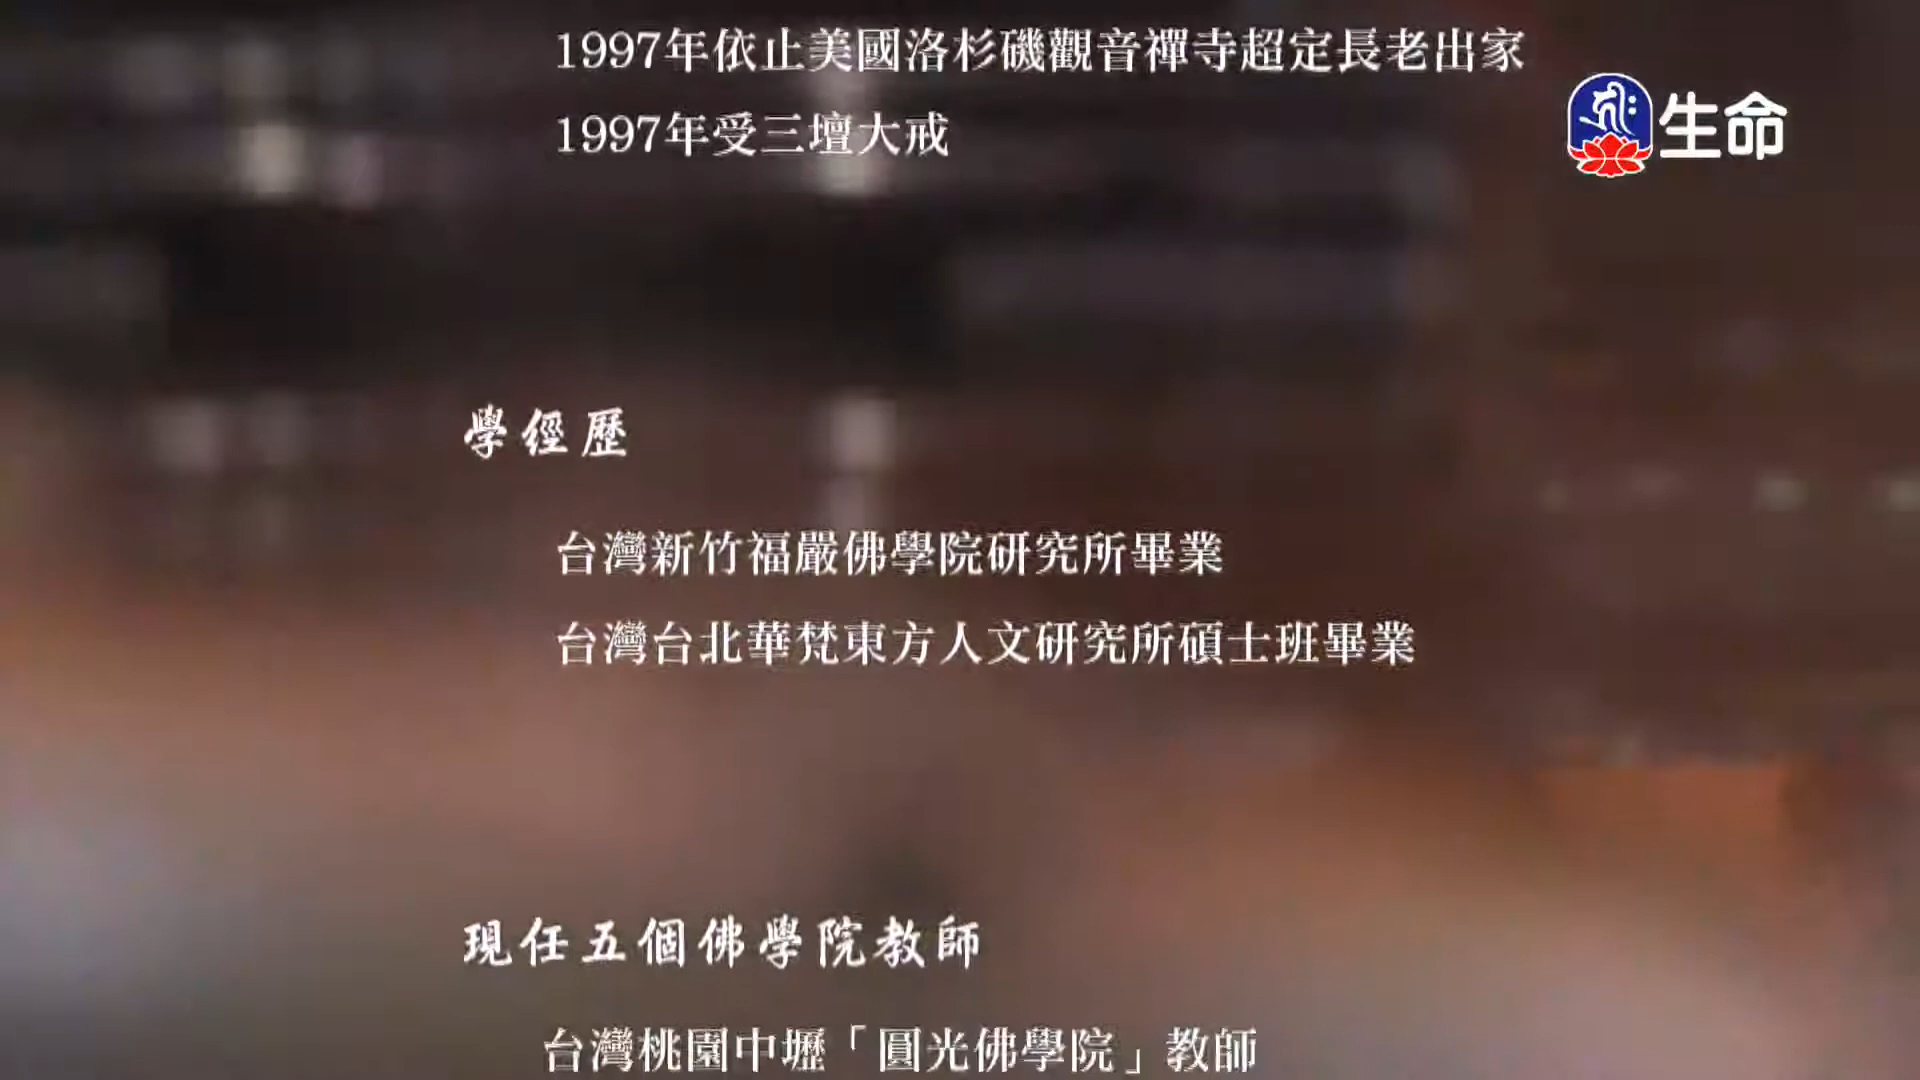 1997年依止美國洛杉磯觀音禪寺超定長老出家
1997年受三壇大戒
生命
學經歷
台灣新竹福嚴佛學院研究所畢業
台灣台北華梵東方人文研究所碩士班畢業
現任五個佛學院教師
台灣桃園中壢「圓光佛學院」教師